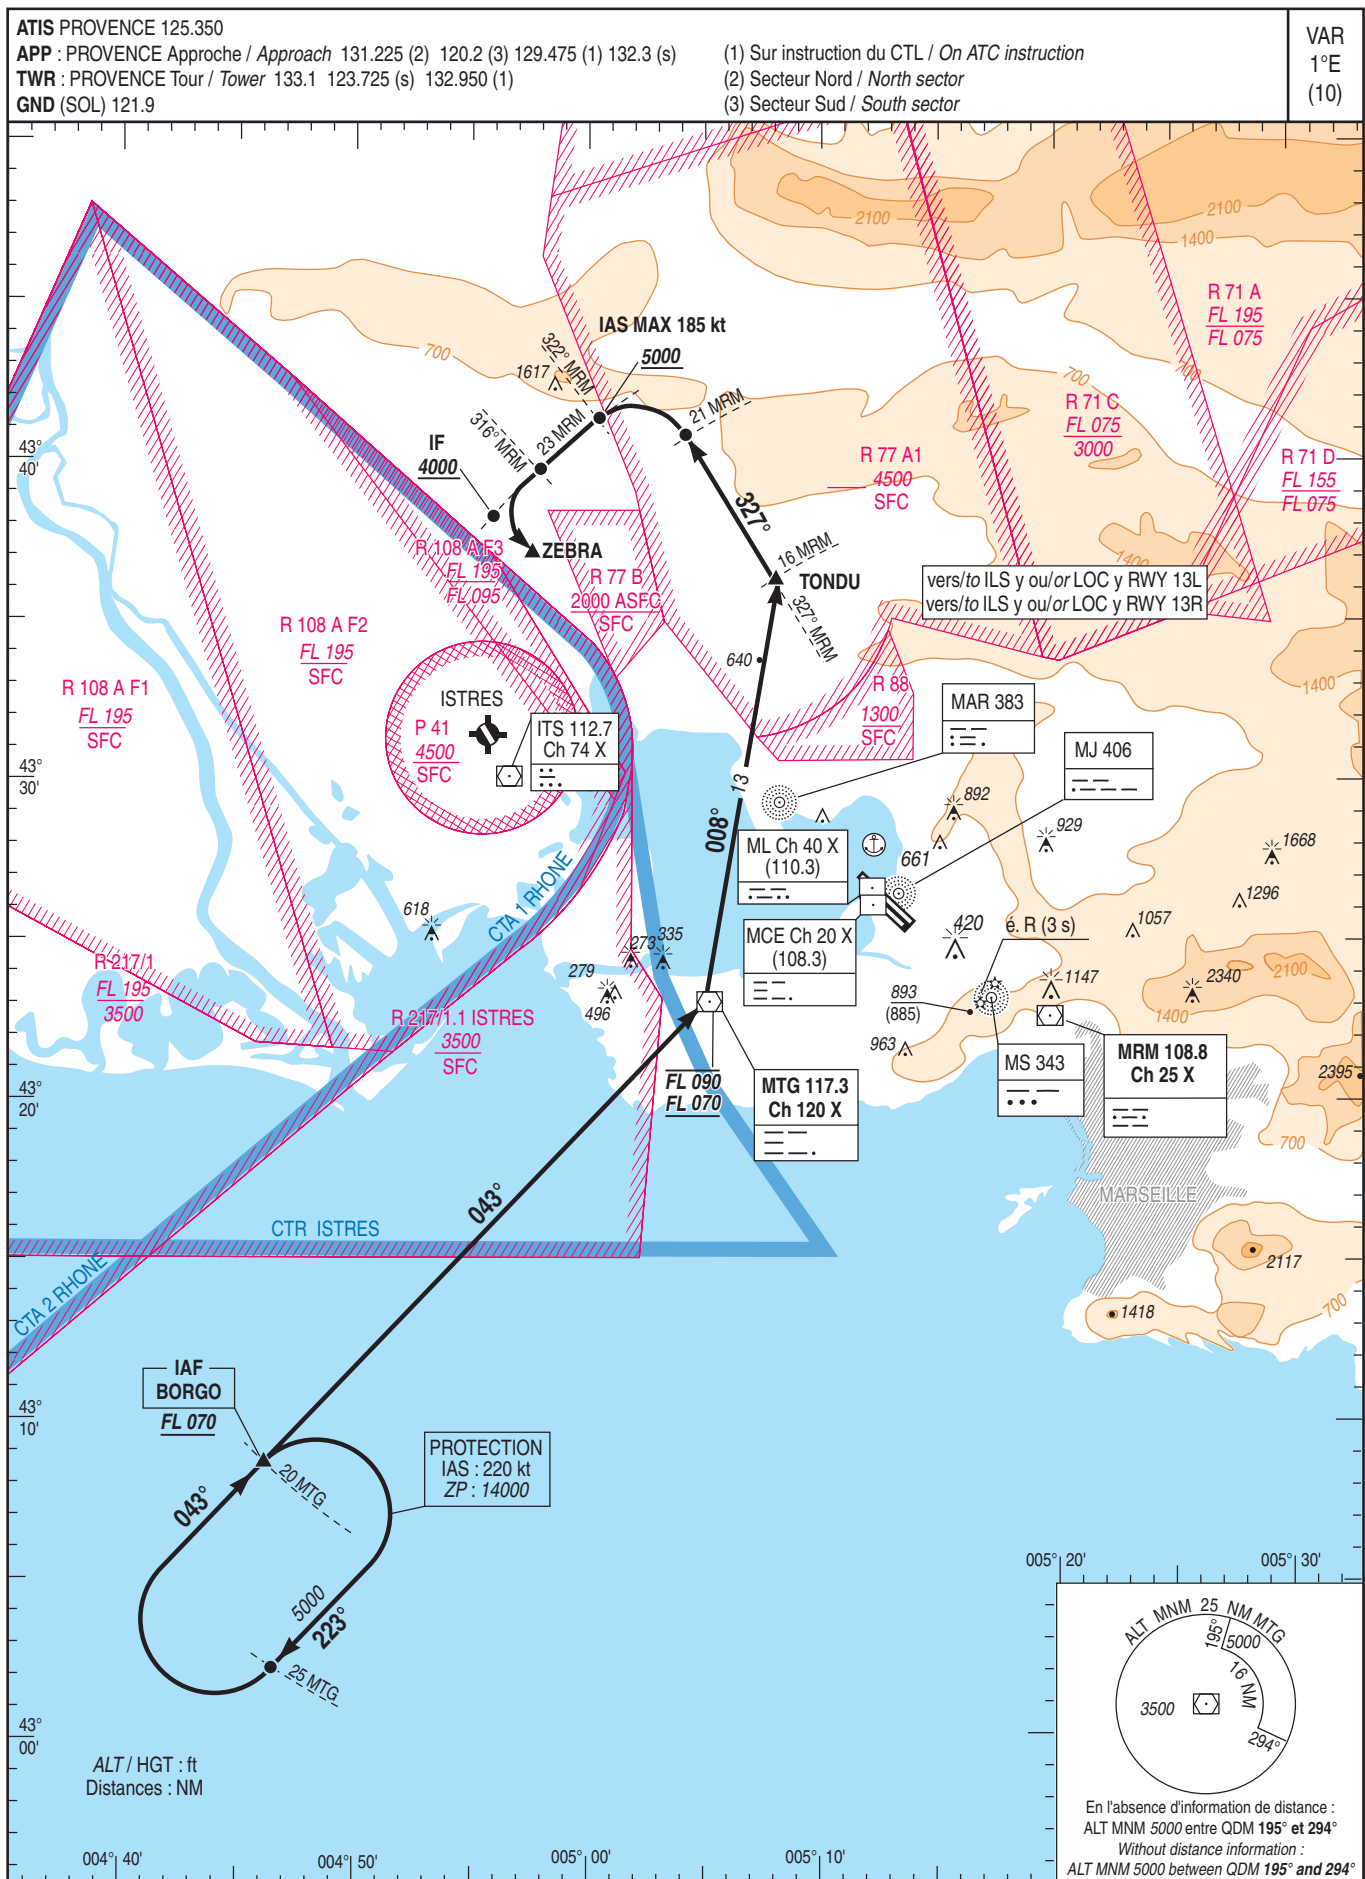 ATIS PROVENCE 125.350
APP : PROVENCE Approche / Approach 131.225 (2) 120.2 (3) 129.475 (1) 132.3 (s)
TWR : PROVENCE Tour / Tower 133.1 123.725 (s) 132.950 (1)
GND (SOL) 121.9
(1) Sur instruction du CTL / On ATC instruction
(2) Secteur Nord / North sector
(3) Secteur Sud / South sector
VAR
1°E
(10)
2100
2100
1400
R 71 A
FL 195
FL 075
IAS MAX 185 kt
5000
700
1617
322° MRM
700
700
21 MRM
R 71 C
FL 075
3000
316° MRM
23 MRM
IF
4000
43°
40'
R 77 A1
4500
SFC
R 71 D
FL 155
FL 075
327°
ZEBRA
R 108 A F3
FL 195
FL 095
16 MRM
1400
TONDU
R 77 B
2000 ASFC
SFC
vers/to ILS y ou/or LOC y RWY 13L
vers/to ILS y ou/or LOC y RWY 13R
327° MRM
R 108 A F2
FL 195
SFC
640
R 108 A F1
FL 195
SFC
R 88
1300
SFC
1400
ISTRES
P 41
4500
SFC
ITS 112.7
Ch 74 X
MAR 383
MJ 406
43°
30'
13
008°
892
929
1668
ML Ch 40 X
(110.3)
661
CTA 1 RHONE
618
1296
1057
420
é. R (3 s)
MCE Ch 20 X
(108.3)
273
335
279
496
R 217/1
FL 195
3500
2100
2340
1147
1400
893
(885)
963
R 217/1.1 ISTRES
3500
SFC
MS 343
MRM 108.8
Ch 25 X
FL 090
FL 070
MTG 117.3
Ch 120 X
2395
43°
20'
700
MARSEILLE
043°
CTR ISTRES
CTA 2 RHONE
2117
700
1418
IAF
BORGO
FL 070
43°
10'
PROTECTION
IAS : 220 kt
ZP : 14000
20 MTG
043°
5000
223°
25 MTG
005° 20'
005° 30'
ALT MNM 25 NM MTG
195°
5000
16 NM
3500
294°
43°
00'
ALT / HGT : ft
Distances : NM
En l'absence d'information de distance :
ALT MNM 5000 entre QDM 195° et 294°
Without distance information :
ALT MNM 5000 between QDM 195° and 294°
004° 40'
004° 50'
005° 00'
005° 10'